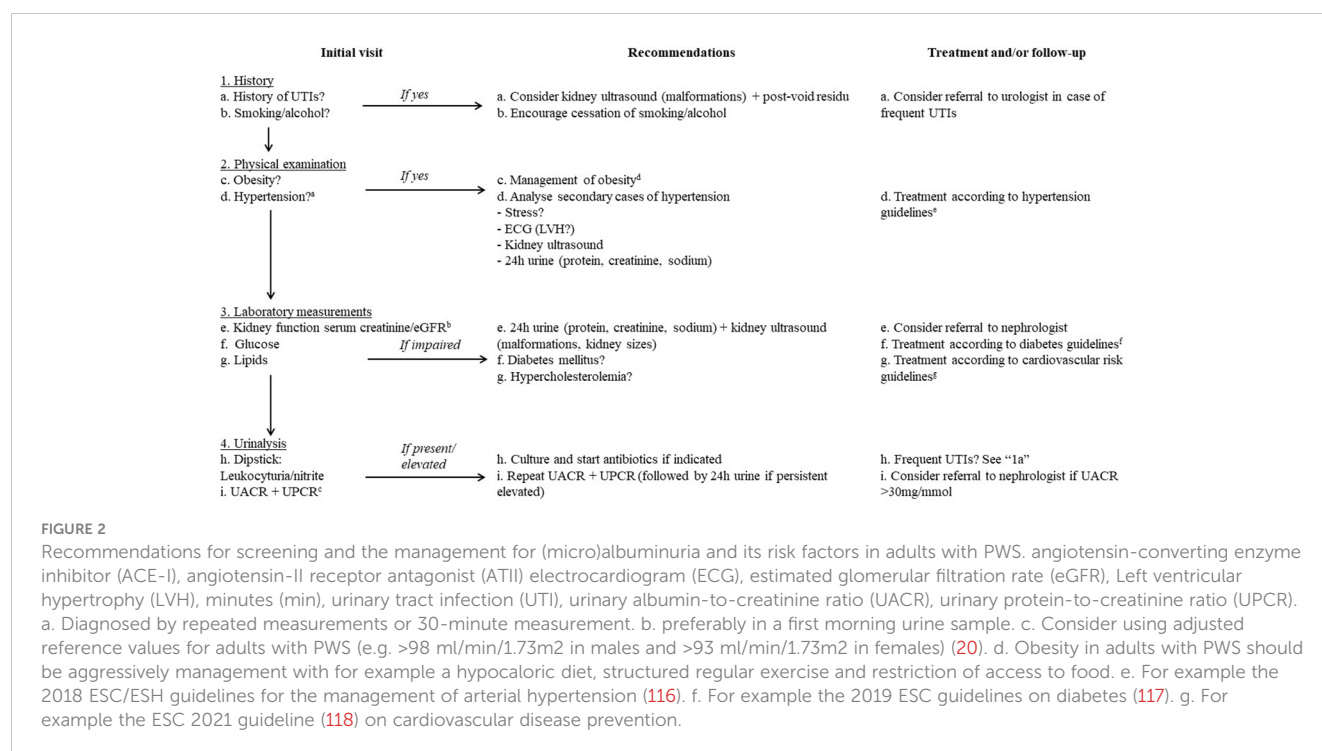 Initial visit
Recommendations
Treatment and/or follow-up
1. History
a. History of UTIs?
b. Smoking/alcohol?
If yes
a. Consider kidney ultrasound (malformations) + post-void residu
b. Encourage cessation of smoking/alcohol
a. Consider referral to urologist in case of
frequent UTIs
2. Physical examination
c. Obesity?
d. Hypertension?a
If yes
c. Management of obesityd
d. Analyse secondary cases of hypertension
- Stress?
- ECG (LVH?)
- Kidney ultrasound
- 24h urine (protein, creatinine, sodium)
d. Treatment according to hypertension
guidelinese
3. Laboratory measurements
e. Kidney function serum creatinine/eGFRb
f. Glucose
g. Lipids
If impaired
e. 24h urine (protein, creatinine, sodium) + kidney ultrasound
(malformations, kidney sizes)
f. Diabetes mellitus?
g. Hypercholesterolemia?
e. Consider referral to nephrologist
f. Treatment according to diabetes guidelinesf
g. Treatment according to cardiovascular risk
guidelinesg
4. Urinalysis
h. Dipstick:
Leukocyturia/nitrite
i. UACR + UPCRc
If present/
elevated
h. Culture and start antibiotics if indicated
i. Repeat UACR + UPCR (followed by 24h urine if persistent
elevated)
h. Frequent UTIs? See “1a”
i. Consider referral to nephrologist if UACR
>30mg/mmol
FIGURE 2
Recommendations for screening and the management for (micro)albuminuria and its risk factors in adults with PWS. angiotensin-converting enzyme
inhibitor (ACE-I), angiotensin-II receptor antagonist (ATII) electrocardiogram (ECG), estimated glomerular filtration rate (eGFR), Left ventricular
hypertrophy (LVH), minutes (min), urinary tract infection (UTI), urinary albumin-to-creatinine ratio (UACR), urinary protein-to-creatinine ratio (UPCR).
a. Diagnosed by repeated measurements or 30-minute measurement. b. preferably in a first morning urine sample. c. Consider using adjusted
reference values for adults with PWS (e.g. >98 ml/min/1.73m2 in males and >93 ml/min/1.73m2 in females) (20). d. Obesity in adults with PWS should
be aggressively management with for example a hypocaloric diet, structured regular exercise and restriction of access to food. e. For example the
2018 ESC/ESH guidelines for the management of arterial hypertension (116). f. For example the 2019 ESC guidelines on diabetes (117). g. For
example the ESC 2021 guideline (118) on cardiovascular disease prevention.